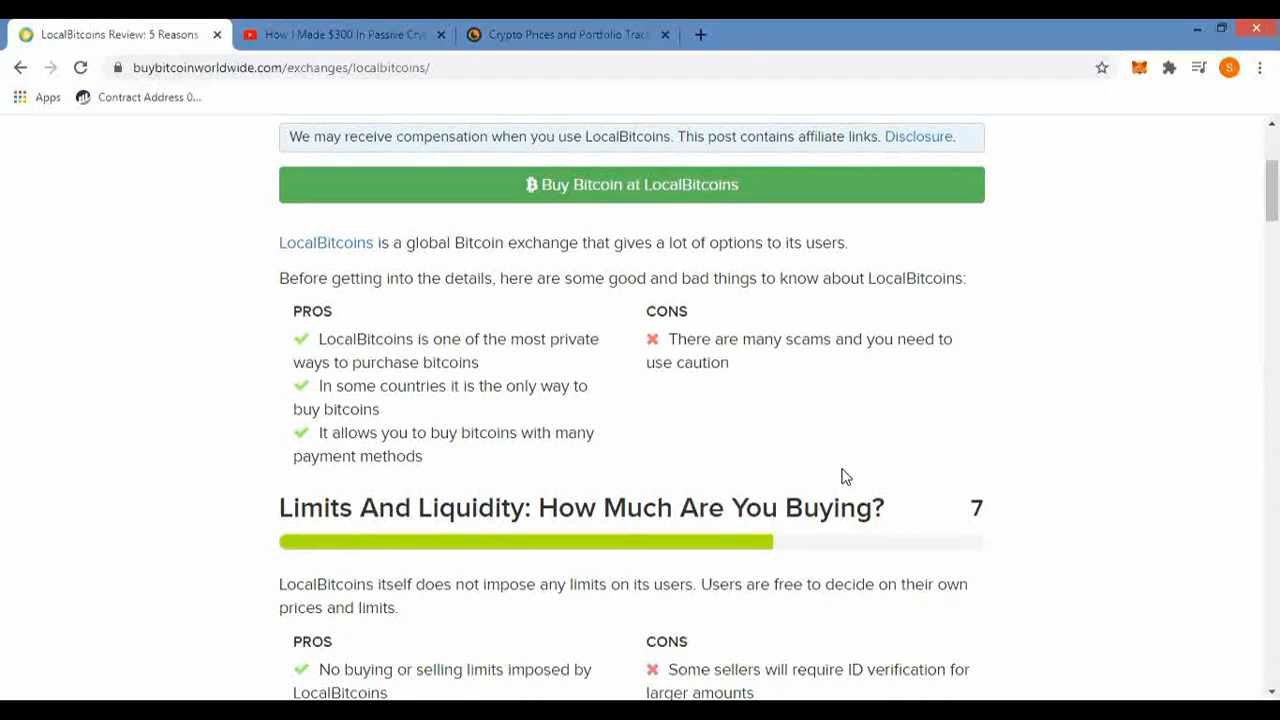 LocalBitcoins Review: 5 Reasons
How I Made $300 In Passive Cry
Crypto Prices and Portfolio Trac
buybitcoinworldwide.com/exchanges/localbitcoins/
S
Apps
Contract Address 0...
We may receive compensation when you use LocalBitcoins. This post contains affiliate links. Disclosure.
Buy Bitcoin at LocalBitcoins
LocalBitcoins is a global Bitcoin exchange that gives a lot of options to its users.
Before getting into the details, here are some good and bad things to know about LocalBitcoins:
PROS
LocalBitcoins is one of the most private
ways to purchase bitcoins
In some countries it is the only way to
buy bitcoins
It allows you to buy bitcoins with many
payment methods
CONS
There are many scams and you need to
use caution
Limits And Liquidity: How Much Are You Buying?
7
LocalBitcoins itself does not impose any limits on its users. Users are free to decide on their own
prices and limits.
PROS
No buying or selling limits imposed by
LocalBitcoins
CONS
Some sellers will require ID verification for
larger amounts